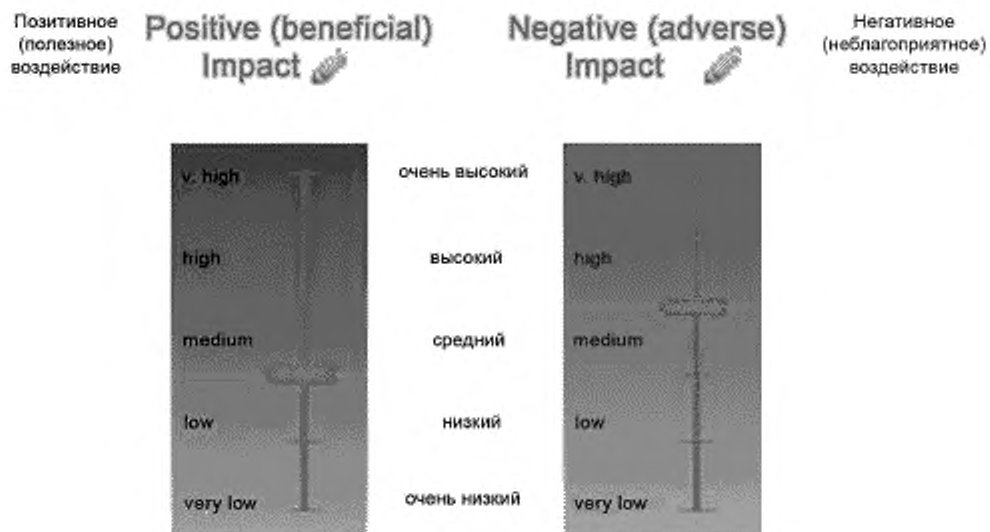 Позитивное
(полезное)
воздействие
Positive (beneficial)
Impact
Negative (adverse)
Impact
Негативное
(неблагоприятное)
воздействие
v. high
очень высокий
v. high
high
высокий
high
medium
средний
medium
low
низкий
low
very low
очень низкий
very low